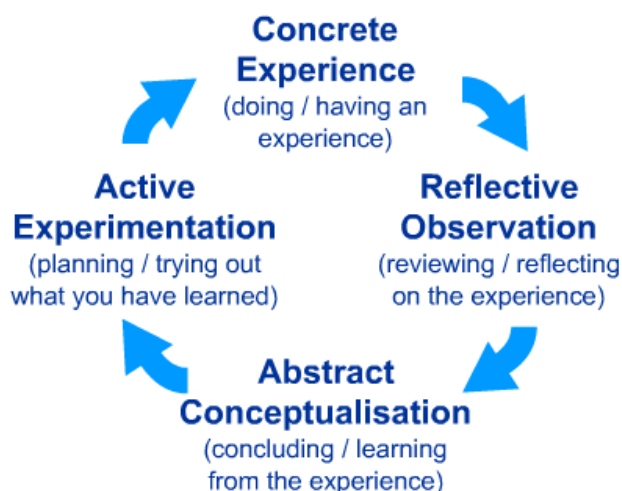 Concrete
Experience
(doing / having an
experience)
Reflective
Observation
(reviewing / reflecting
on the experience)
Abstract
Conceptualisation
(concluding / learning
from the experience)
Active
Experimentation
(planning / trying out
what you have learned)